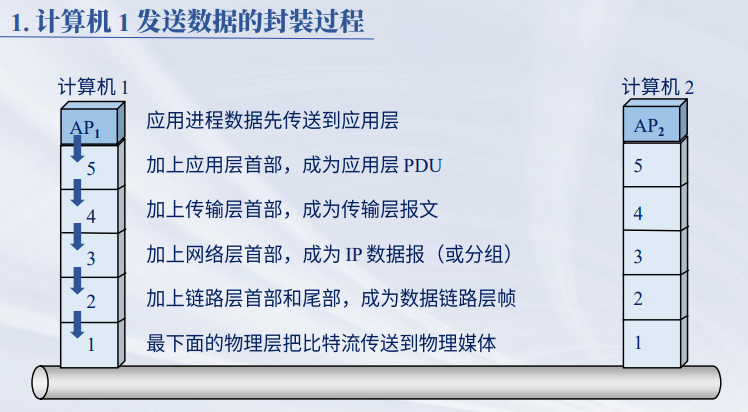 1. 计算机 1 发送数据的封装过程
计算机 1
计算机 2
AP1
应用进程数据先传送到应用层
AP2
5
加上应用层首部，成为应用层 PDU
5
4
加上传输层首部，成为传输层报文
4
3
加上网络层首部，成为 IP 数据报（或分组）
3
2
加上链路层首部和尾部，成为数据链路层帧
2
1
最下面的物理层把比特流传送到物理媒体
1